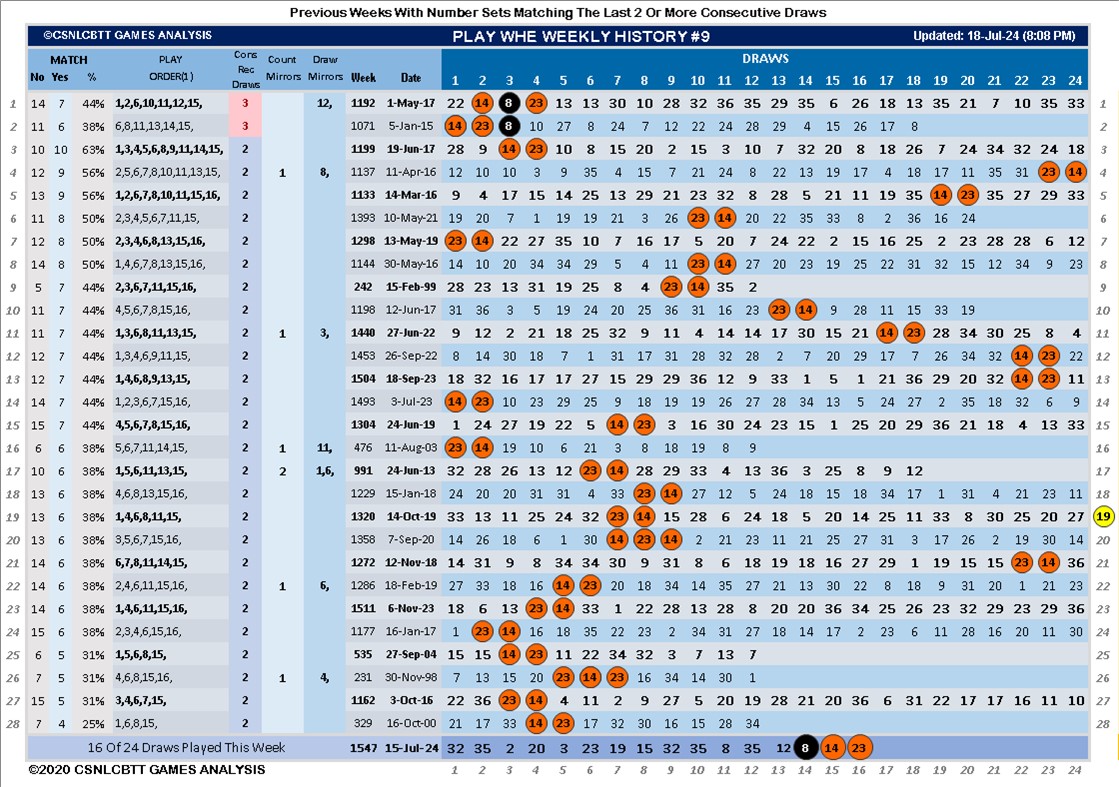 Previous Weeks With Number Sets Matching The Last 2 Or More Consecutive Draws
©CSNLCBTT GAMES ANALYSIS PLAY WHE WEEKLY HISTORY #9 Updated: 18-Jul-24 (8:08 PM)
MATCH PLAY Cons Count Draw DRAWS
No Yes % ORDER(1) Rec Draws Mirrors Mirrors Week Date 1 2 3 4 5 6 7 8 9 10 11 12 13 14 15 16 17 18 19 20 21 22 23 24
1 14 7 44% 1,2,6,10,11,12,15, 3 12, 1192 1-May-17 22 14 8 23 13 13 30 10 28 32 36 35 29 35 6 26 18 13 35 21 7 10 35 33 1
2 11 6 38% 6,8,11,13,14,15, 3 1071 5-Jan-15 14 23 8 10 27 8 24 7 12 22 24 28 29 4 15 26 17 8 2
3 10 10 63% 1,3,4,5,6,8,9,11,14,15, 2 1199 19-Jun-17 28 9 14 23 10 8 15 20 2 15 3 10 7 32 20 8 18 26 7 24 34 32 24 18 3
4 12 9 56% 2,5,6,7,8,10,11,13,15, 2 1 8, 1137 11-Apr-16 12 10 10 3 9 35 4 15 7 21 24 8 22 13 19 17 4 18 17 11 35 31 23 14 4
5 13 9 56% 1,2,6,7,8,10,11,15,16, 2 1133 14-Mar-16 9 4 17 15 14 25 13 29 21 23 32 8 28 5 21 11 19 35 14 23 35 27 29 35 5
6 11 8 50% 2,3,4,5,6,7,11,15, 2 1393 10-May-21 19 20 7 1 19 19 21 3 26 23 14 20 22 35 33 8 2 36 16 24 6
7 12 8 50% 2,3,4,6,8,13,15,16, 2 1298 13-May-19 23 14 22 27 35 10 7 16 17 5 20 7 24 22 2 15 16 25 2 23 28 28 6 12 7
8 14 8 50% 1,4,6,7,8,13,15,16, 2 1144 30-May-16 14 10 20 34 34 29 5 4 11 23 14 27 20 23 19 25 18 22 31 32 15 12 34 9 23 8
9 5 7 44% 2,3,6,7,11,15,16, 2 242 15-Feb-99 28 23 13 31 19 25 8 4 23 14 35 2 9
10 12 7 44% 4,5,6,7,8,15,16, 2 1198 12-Jun-17 31 36 3 5 19 24 20 25 36 31 16 23 23 14 9 28 11 15 33 19 10
11 11 7 44% 1,3,6,8,11,13,15, 2 1 3, 1440 27-Jun-22 9 12 2 21 18 25 32 9 11 4 14 14 17 30 15 21 14 23 28 34 30 25 8 4 11
12 12 7 44% 1,3,4,6,9,11,15, 2 1453 26-Sep-22 8 14 30 18 7 1 31 17 31 28 32 28 2 7 20 29 17 7 26 34 32 14 23 22 12
13 12 7 44% 1,4,6,8,9,13,15, 2 1504 18-Sep-23 18 32 16 17 17 27 15 29 29 36 12 9 33 1 5 1 21 36 29 20 32 14 23 11 13
14 14 7 44% 1,2,3,6,7,15,16, 2 1493 3-Jul-23 14 23 10 23 29 25 9 18 19 19 26 27 28 34 13 5 24 27 2 35 18 32 6 9 14
15 15 7 44% 4,5,6,7,8,15,16, 2 1304 24-Jun-19 1 24 27 19 22 5 14 23 3 16 30 24 23 15 1 25 20 29 36 21 18 4 13 33 15
16 6 6 38% 5,6,7,11,14,15, 2 1 11, 476 11-Aug-03 23 14 19 10 6 21 3 8 18 19 8 9 16
17 10 6 38% 1,5,6,11,13,15, 2 2 1,6, 991 24-Jun-13 32 28 26 13 12 23 14 28 29 33 4 13 36 3 25 8 9 12 17
18 13 6 38% 4,6,8,13,15,16, 2 1229 15-Jan-18 24 20 20 31 31 4 33 23 14 27 12 5 24 18 15 18 34 17 1 31 4 21 23 11 18
19 13 6 38% 1,4,6,8,11,15, 2 1320 14-Oct-19 33 13 11 25 24 32 23 14 15 28 6 24 18 5 20 14 25 11 33 8 30 25 20 27 19
20 13 6 38% 3,5,6,7,15,16, 2 1358 7-Sep-20 14 26 18 6 1 30 14 23 14 2 21 23 13 11 21 25 27 31 3 17 26 2 19 30 14 20
21 14 6 38% 6,7,8,11,14,15, 2 1272 12-Nov-18 14 31 9 8 34 34 30 9 31 8 6 18 19 18 16 27 29 1 19 15 15 23 14 36 21
22 14 6 38% 2,4,6,11,15,16, 2 1 6, 1286 18-Feb-19 27 33 18 16 14 23 20 18 34 14 35 27 21 13 30 22 8 19 18 9 31 20 1 21 23 22
23 14 6 38% 1,4,6,11,15,16, 2 1511 6-Nov-23 18 6 13 23 14 33 1 22 28 13 28 8 20 20 36 34 25 26 23 32 29 23 29 36 23
24 15 6 38% 2,3,4,6,15,16, 2 1177 16-Jan-17 1 23 14 16 18 35 22 23 2 34 31 27 18 14 17 2 23 6 11 28 16 20 11 30 24
25 6 5 31% 1,5,6,8,15, 2 535 27-Sep-04 15 15 14 23 11 22 34 32 3 7 13 7 25
26 7 5 31% 4,6,8,15,16, 2 1 4, 231 30-Nov-98 7 13 15 20 23 14 23 16 34 14 30 1 26
27 15 5 31% 3,4,6,7,15, 2 1162 3-Oct-16 22 36 23 14 4 11 2 9 27 5 20 19 28 21 20 36 6 31 22 17 17 16 11 10 27
28 7 4 25% 1,6,8,15, 2 329 16-Oct-00 21 17 33 14 23 17 32 30 16 15 28 34 28
16 Of 24 Draws Played This Week 1547 15-Jul-24 32 35 2 20 3 23 19 15 32 35 8 35 12 8 14 23
©2020 CSNLCBTT GAMES ANALYSIS 1 2 3 4 5 6 7 8 9 10 11 12 13 14 15 16 17 18 19 20 21 22 23 24